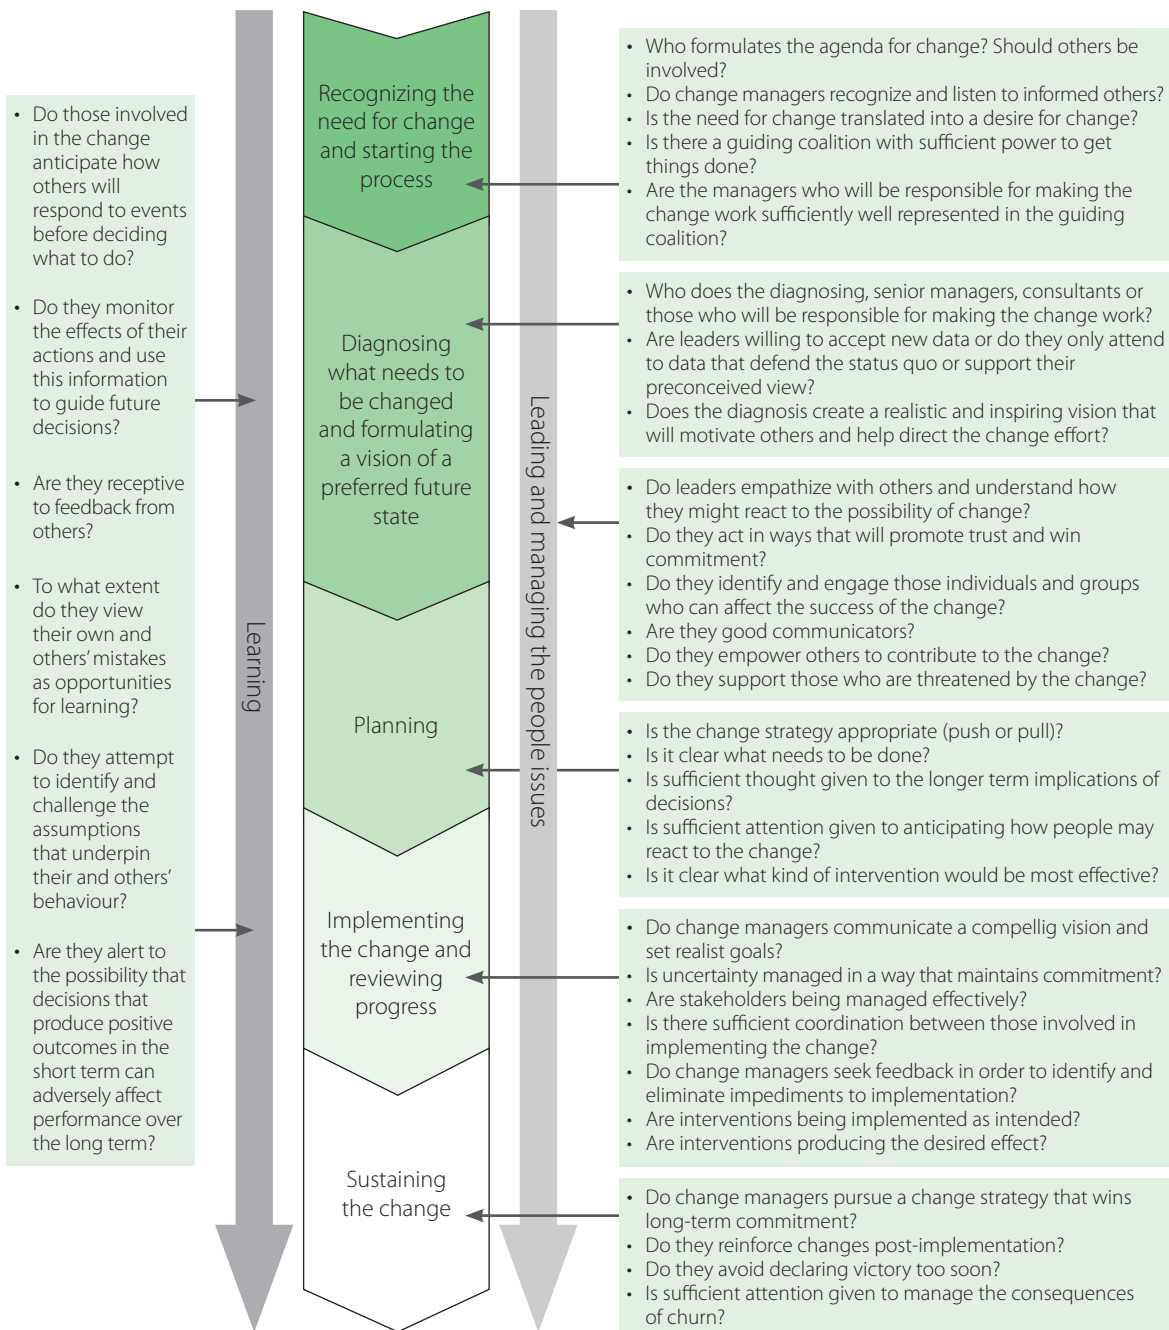 • Do those involved
in the change
anticipate how
others will
respond to events
before deciding
what to do?
• Do they monitor
the effects of their
actions and use
this information
to guide future
decisions?
• Are they receptive
to feedback from
others?
• To what extent
do they view
their own and
others’ mistakes
as opportunities
for learning?
• Do they attempt
to identify and
challenge the
assumptions
that underpin
their and others’
behaviour?
• Are they alert to
the possibility that
decisions that
produce positive
outcomes in the
short term can
adversely affect
performance over
the long term?
Learning
Recognizing the
need for change
and starting the
process
Diagnosing
what needs to
be changed
and formulating
a vision of a
preferred future
state
Planning
Implementing
the change and
reviewing
progress
Sustaining
the change
Leading and managing the people issues
• Who formulates the agenda for change? Should others be
involved?
• Do change managers recognize and listen to informed others?
• Is the need for change translated into a desire for change?
• Is there a guiding coalition with sufficient power to get
things done?
• Are the managers who will be responsible for making the
change work sufficiently well represented in the guiding
coalition?
• Who does the diagnosing, senior managers, consultants or
those who will be responsible for making the change work?
• Are leaders willing to accept new data or do they only attend
to data that defend the status quo or support their
preconceived view?
• Does the diagnosis create a realistic and inspiring vision that
will motivate others and help direct the change effort?
• Do leaders empathize with others and understand how
they might react to the possibility of change?
• Do they act in ways that will promote trust and win
commitment?
• Do they identify and engage those individuals and groups
who can affect the success of the change?
• Are they good communicators?
• Do they empower others to contribute to the change?
• Do they support those who are threatened by the change?
• Is the change strategy appropriate (push or pull)?
• Is it clear what needs to be done?
• Is sufficient thought given to the longer term implications of
decisions?
• Is sufficient attention given to anticipating how people may
react to the change?
• Is it clear what kind of intervention would be most effective?
• Do change managers communicate a compellig vision and
set realist goals?
• Is uncertainty managed in a way that maintains commitment?
• Are stakeholders being managed effectively?
• Is there sufficient coordination between those involved in
implementing the change?
• Do change managers seek feedback in order to identify and
eliminate impediments to implementation?
• Are interventions being implemented as intended?
• Are interventions producing the desired effect?
• Do change managers pursue a change strategy that wins
long-term commitment?
• Do they reinforce changes post-implementation?
• Do they avoid declaring victory too soon?
• Is sufficient attention given to manage the consequences
of churn?